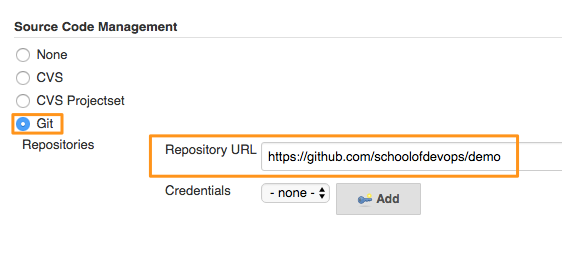 Source Code Management
None
CVS
CVS Projectset
Git
Repositories
Repository URL https://github.com/schoolofdevops/demo
Credentials - none - Add